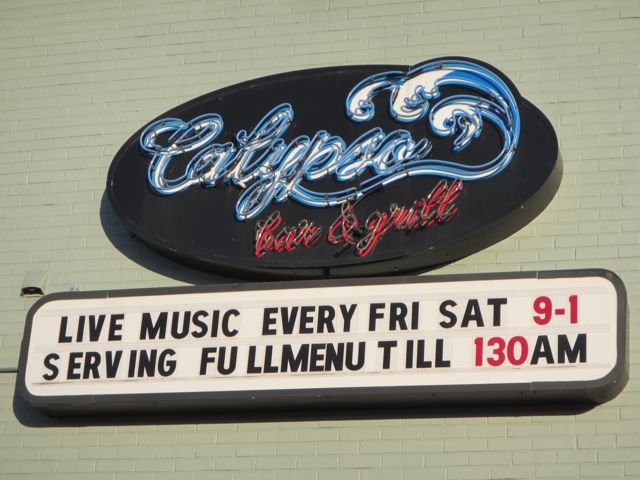 Calypso
bar & grill
LIVE MUSIC EVERY FRI SAT 9-1
SERVING FULLMENU TILL 130AM